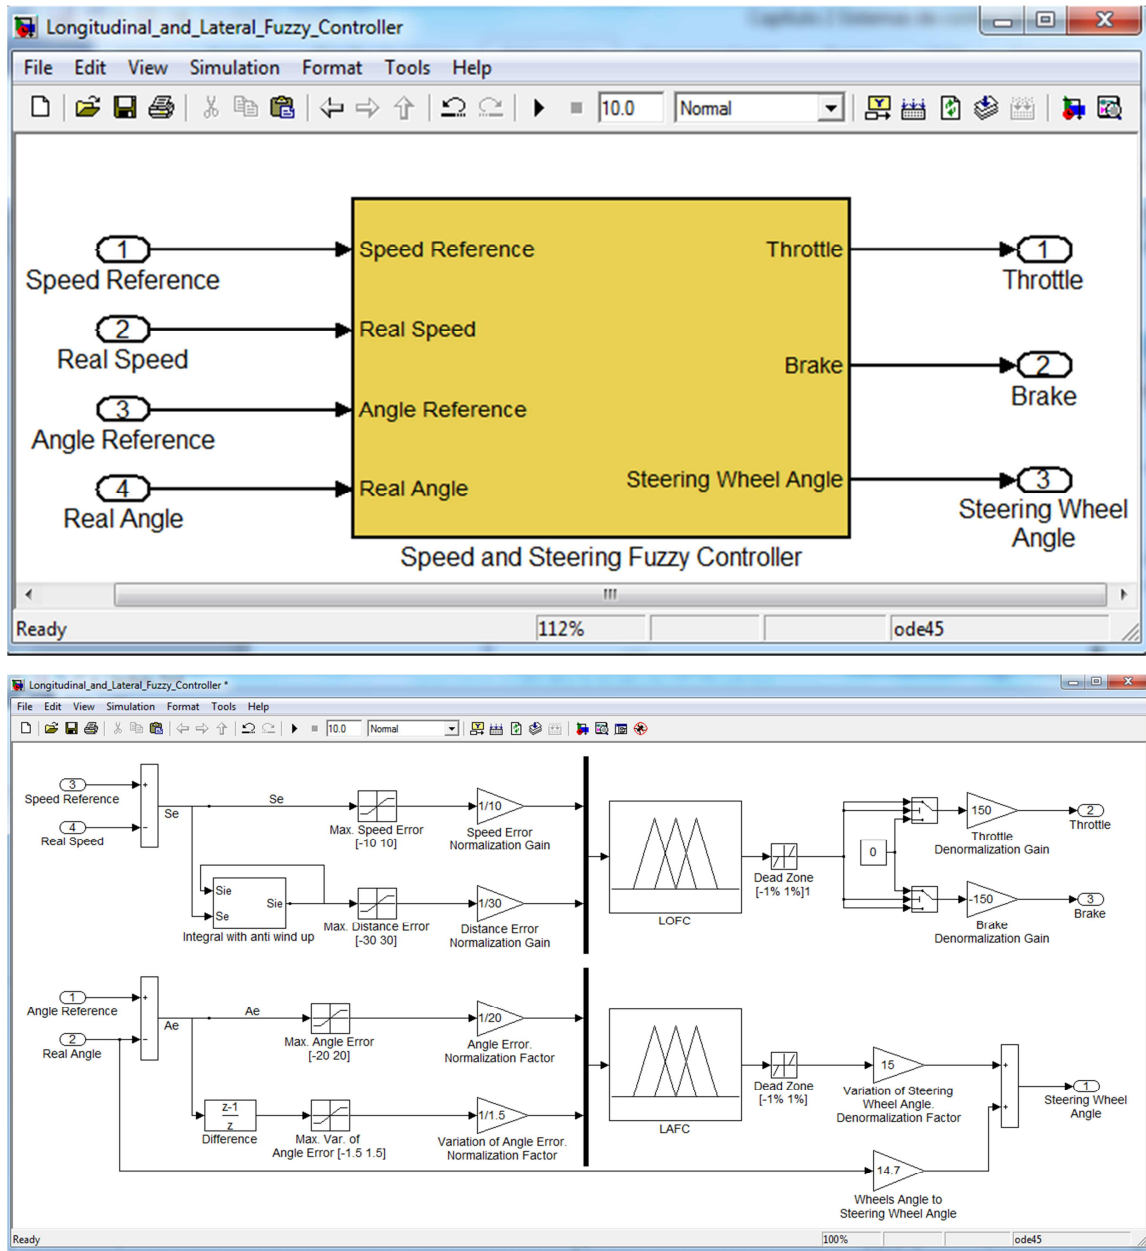 Longitudinal_and_Lateral_Fuzzy_Controller
File Edit View Simulation Format Tools Help
10.0 Normal
1
Speed Reference
2
Real Speed
3
Angle Reference
4
Real Angle
Speed Reference
Real Speed
Angle Reference
Real Angle
Throttle
Brake
Steering Wheel Angle
1
Throttle
2
Brake
3
Steering Wheel
Angle
Speed and Steering Fuzzy Controller
Ready 112% ode45
Longitudinal_and_Lateral_Fuzzy_Controller *
File Edit View Simulation Format Tools Help
10.0 Normal
3
Speed Reference
4
Real Speed
+
−
Se
Se
Max. Speed Error
[-10 10]
1/10
Speed Error
Normalization Gain
Sie
Se
Sie
Integral with anti wind up
Max. Distance Error
[-30 30]
1/30
Distance Error
Normalization Gain
LOFC
Dead Zone
[-1% 1%]1
0
150
Throttle
Denormalization Gain
2
Throttle
-150
Brake
Denormalization Gain
3
Brake
1
Angle Reference
2
Real Angle
+
−
Ae
Ae
Max. Angle Error
[-20 20]
1/20
Angle Error.
Normalization Factor
z-1
z
Difference
Max. Var. of
Angle Error [-1.5 1.5]
1/1.5
Variation of Angle Error.
Normalization Factor
LAFC
Dead Zone
[-1% 1%]
15
Variation of Steering
Wheel Angle.
Denormalization Factor
14.7
Wheels Angle to
Steering Wheel Angle
+
+
1
Steering Wheel
Angle
Ready 100% ode45